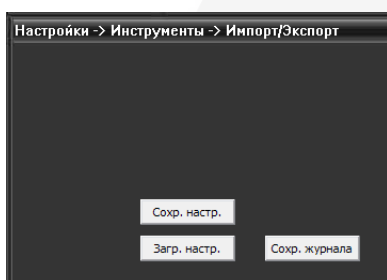 Настройки -> Инструменты -> Импорт/Экспорт
Сохр. настр.
Загр. настр. Сохр. журнала